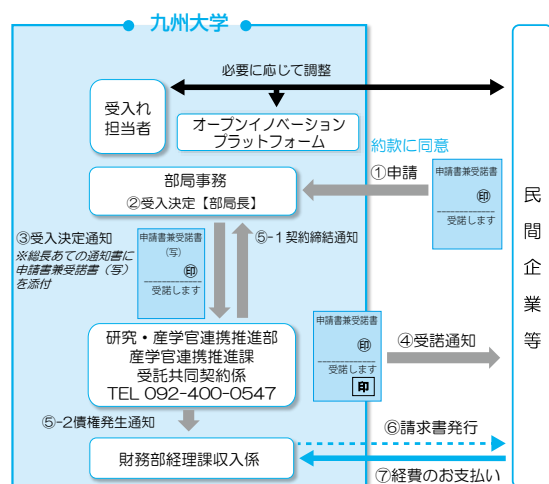 九州大学
必要に応じて調整
受入れ
担当者
オープンイノベーション
プラットフォーム
約款に同意
①申請
申請書兼受諾書
㊞
受諾します
民間企業等
部局事務
②受入決定【部局長】
③受入決定通知
※総長あての通知書に
申請書兼受諾書（写）
を添付
申請書兼受諾書
（写）
㊞
受諾します
⑤-1契約締結通知
研究・産学官連携推進部
産学官連携推進課
受託共同契約係
TEL 092-400-0547
申請書兼受諾書
㊞
受諾します
印
④受諾通知
⑤-2債権発生通知
⑥請求書発行
財務部経理課収入係
⑦経費のお支払い